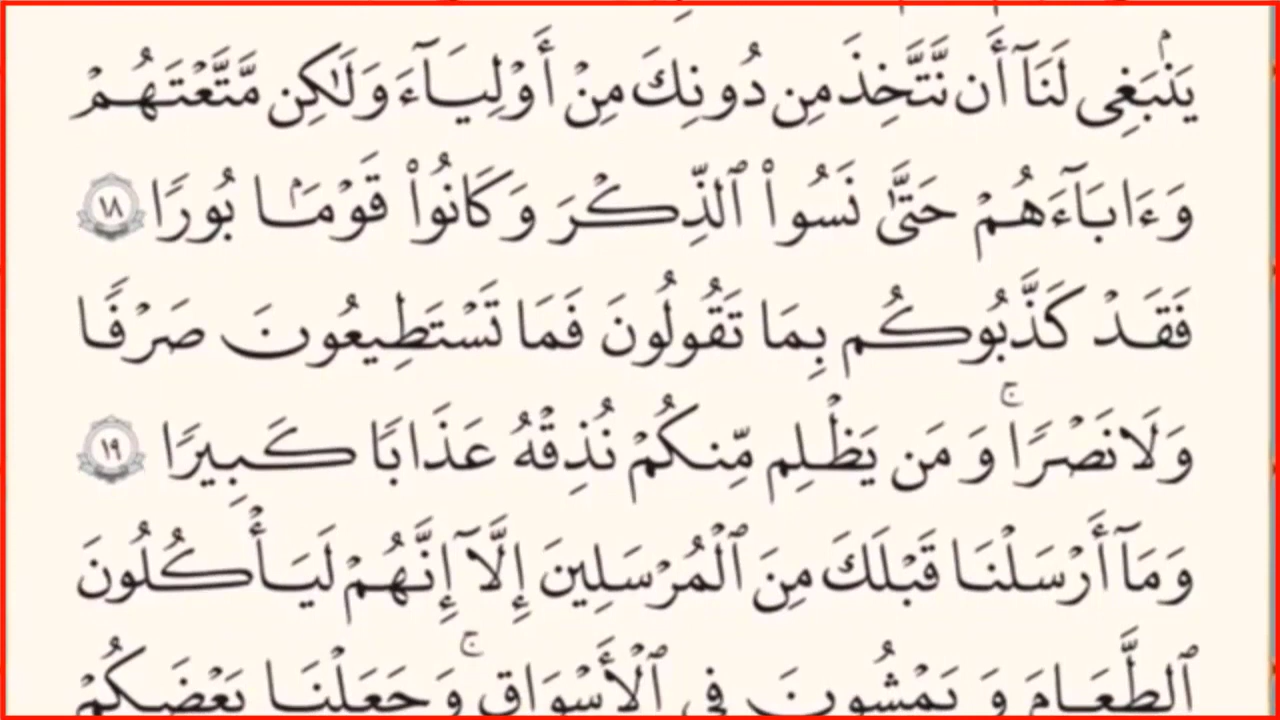 يَنۢبَغِى لَنَآ أَن نَّتَّخِذَ مِن دُونِكَ مِنْ أَوْلِيَآءَ وَلَٰكِن مَّتَّعْتَهُمْ
وَءَابَآءَهُمْ حَتَّىٰ نَسُوا۟ ٱلذِّكْرَ وَكَانُوا۟ قَوْمَۢا بُورًا ١٨
فَقَدْ كَذَّبُوكُم بِمَا تَقُولُونَ فَمَا تَسْتَطِيعُونَ صَرْفًا
وَلَا نَصْرًا ۚ وَمَن يَظْلِم مِّنكُمْ نُذِقْهُ عَذَابًا كَبِيرًا ١٩
وَمَآ أَرْسَلْنَا قَبْلَكَ مِنَ ٱلْمُرْسَلِينَ إِلَّآ إِنَّهُمْ لَيَأْكُلُونَ
ٱلطَّعَامَ وَيَمْشُونَ فِى ٱلْأَسْوَاقِ ۚ وَجَعَلْنَا بَعْضَكُمْ